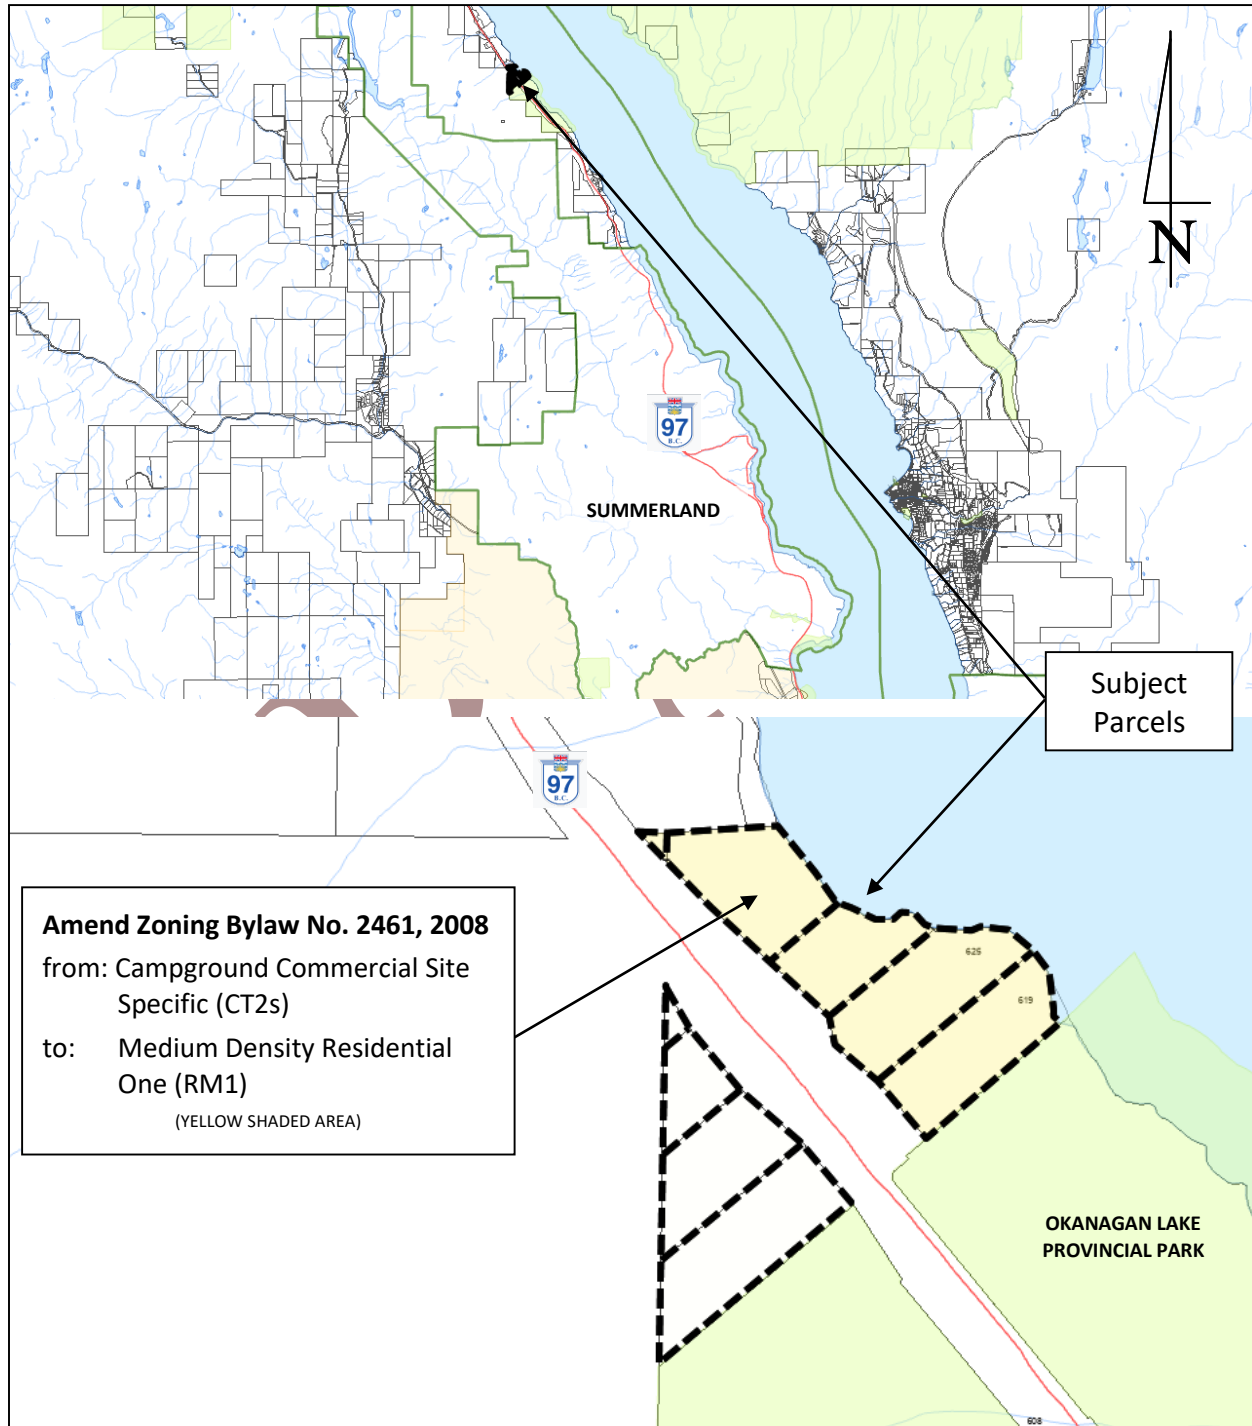 N
97
B.C.
SUMMERLAND
Subject
Parcels
97
B.C.
Amend Zoning Bylaw No. 2461, 2008
from: Campground Commercial Site
Specific (CT2s)
to: Medium Density Residential
One (RM1)
(YELLOW SHADED AREA)
625
619
OKANAGAN LAKE
PROVINCIAL PARK
608